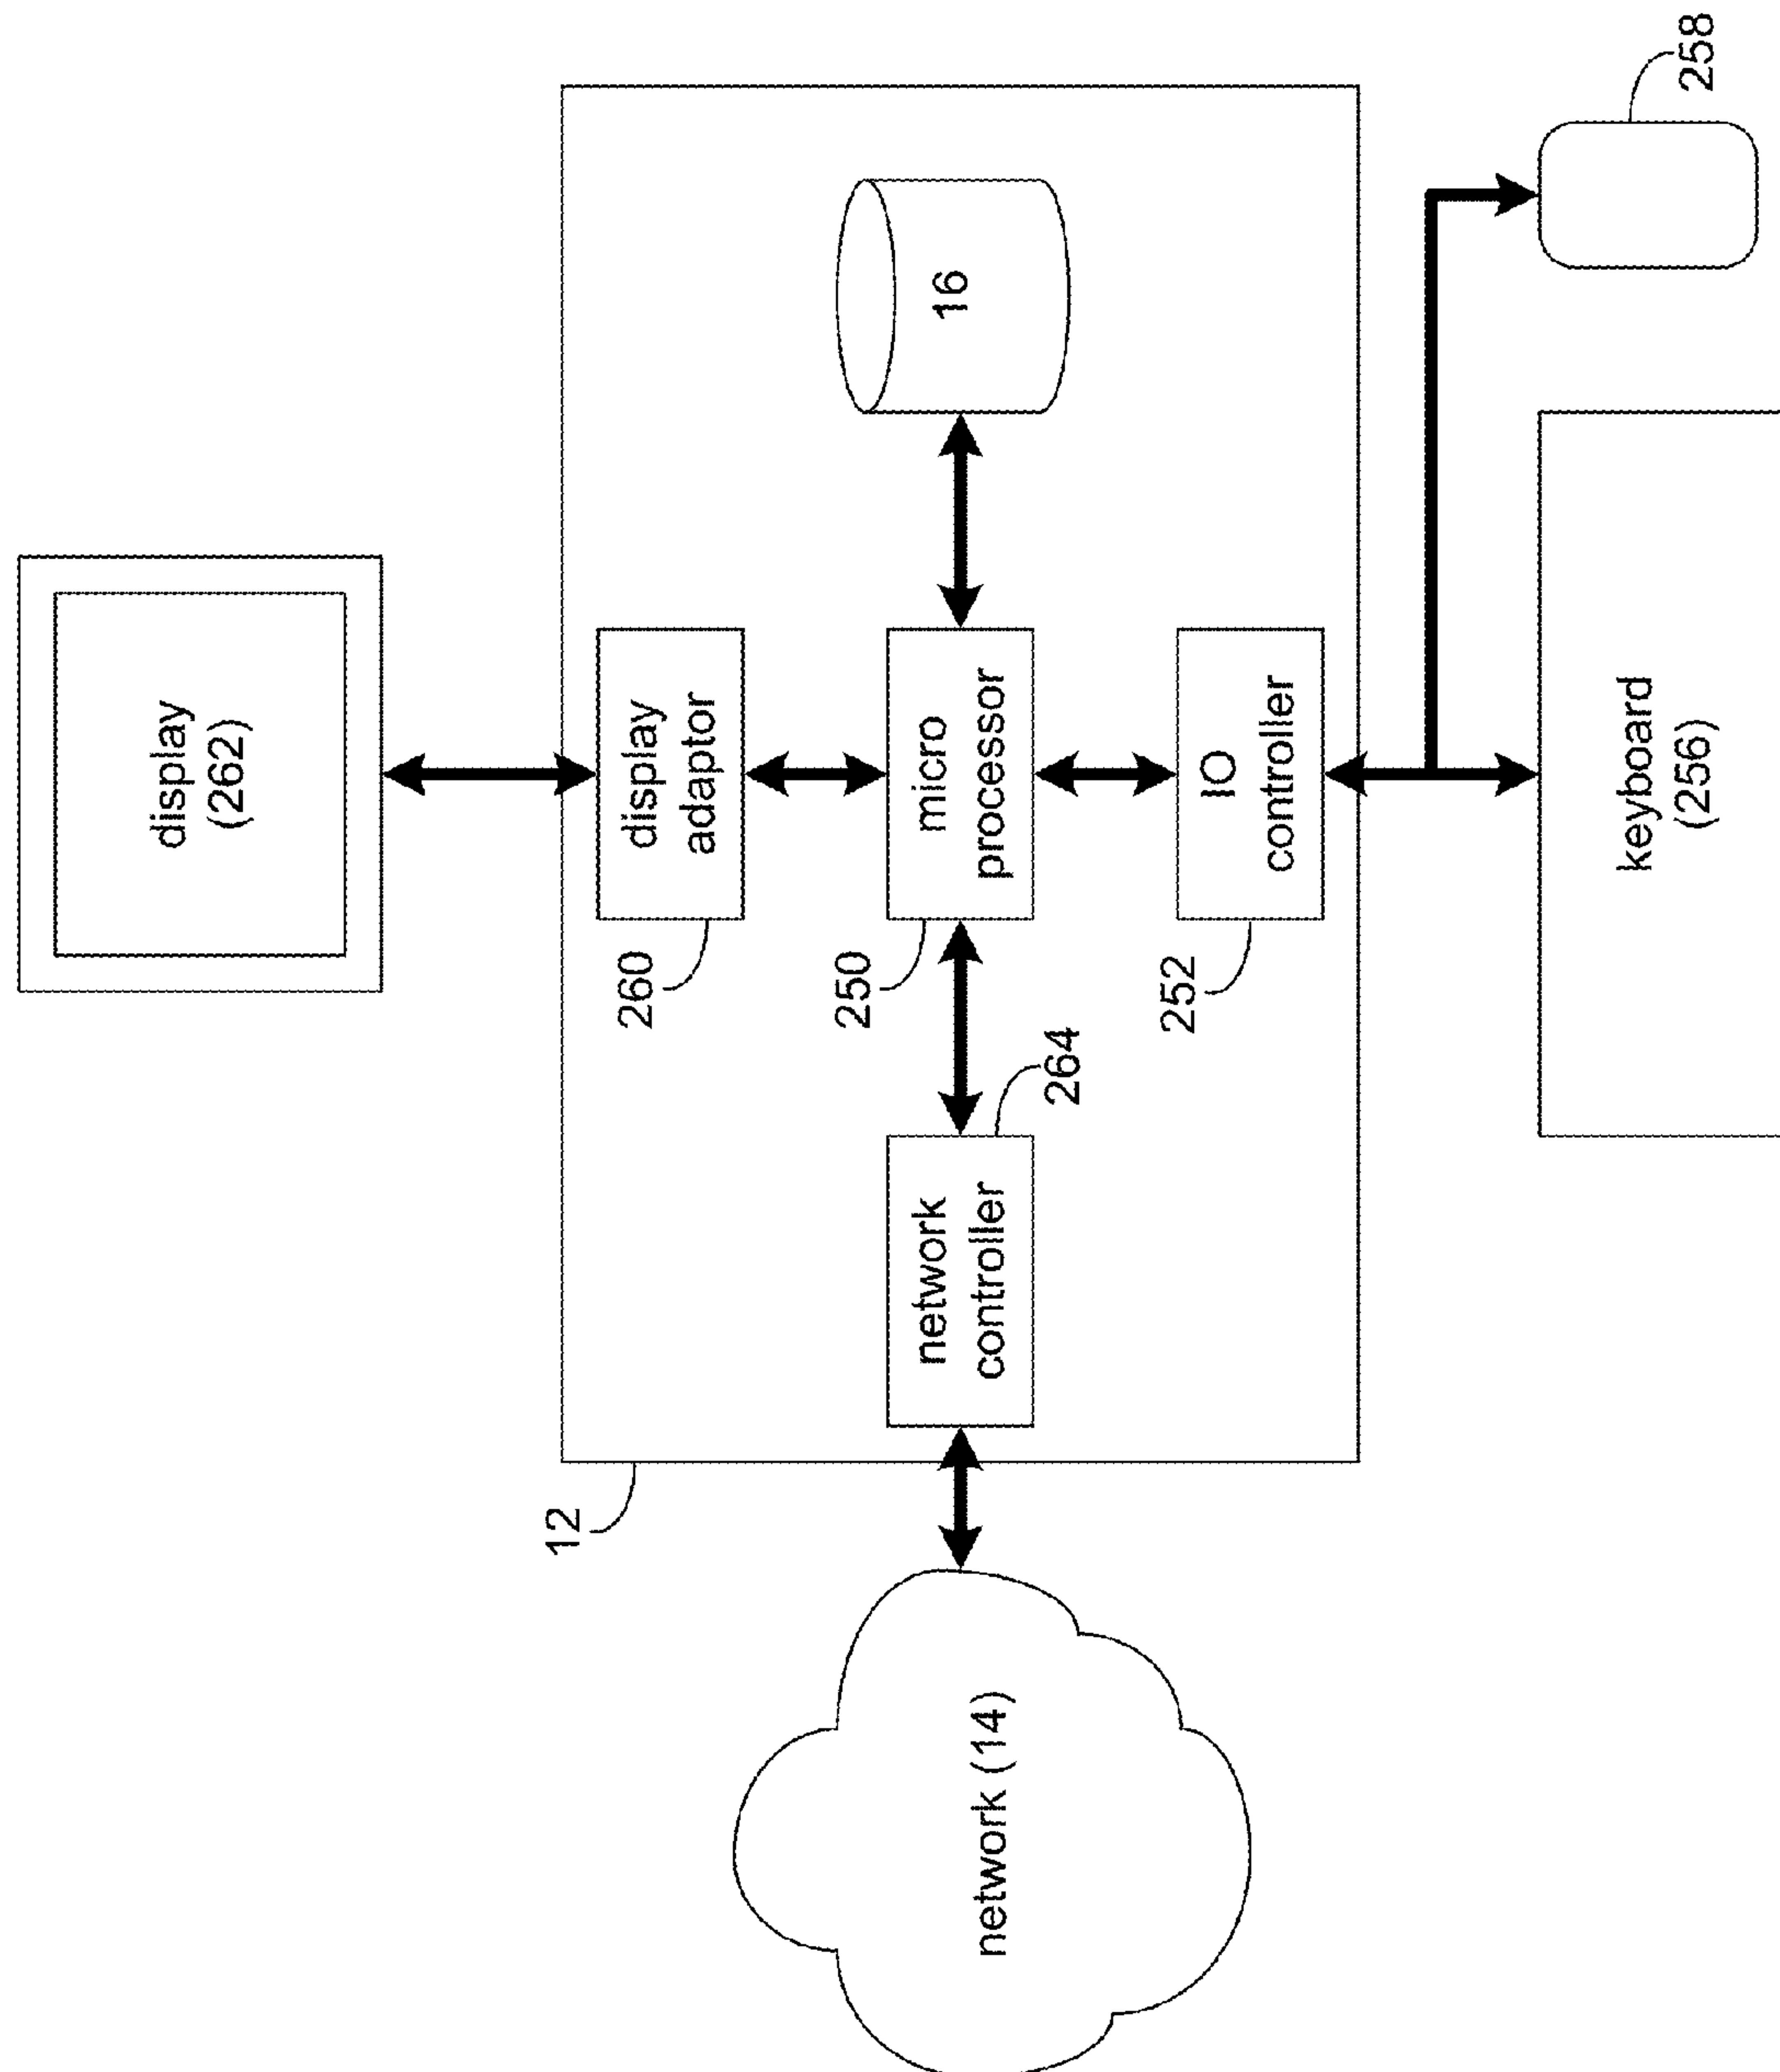 display
(262)
display
adaptor
260
micro
processor
250
16
IO
controller
252
network
controller
264
12
network (14)
keyboard
(256)
258